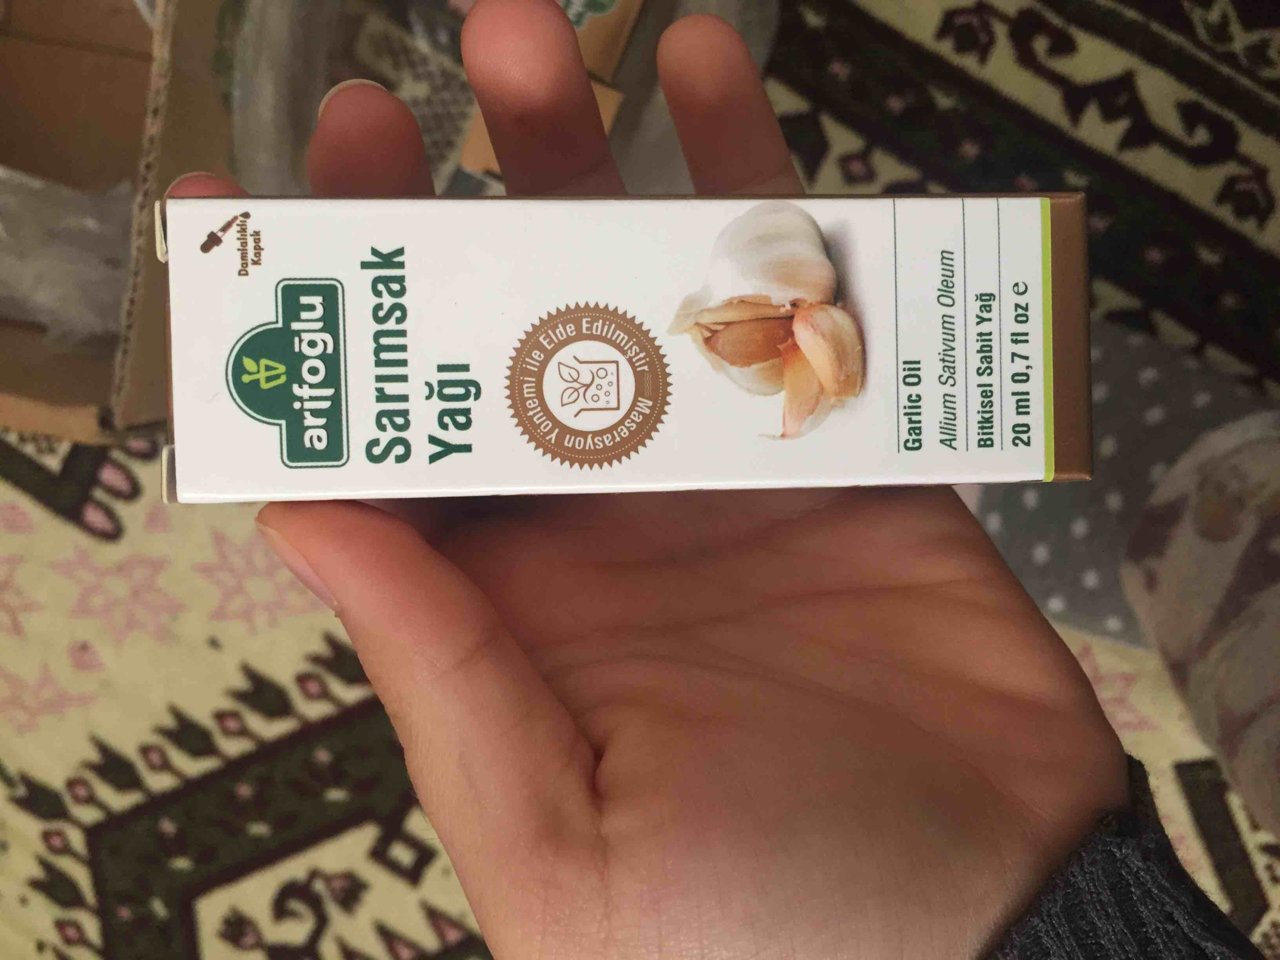 Damlalıklı
Kapak
arifoğlu
Sarımsak
Yağı
Maserasyon Yöntemi ile Elde Edilmiştir
Garlic Oil
Allium Sativum Oleum
Bitkisel Sabit Yağ
20 ml 0,7 fl oz e